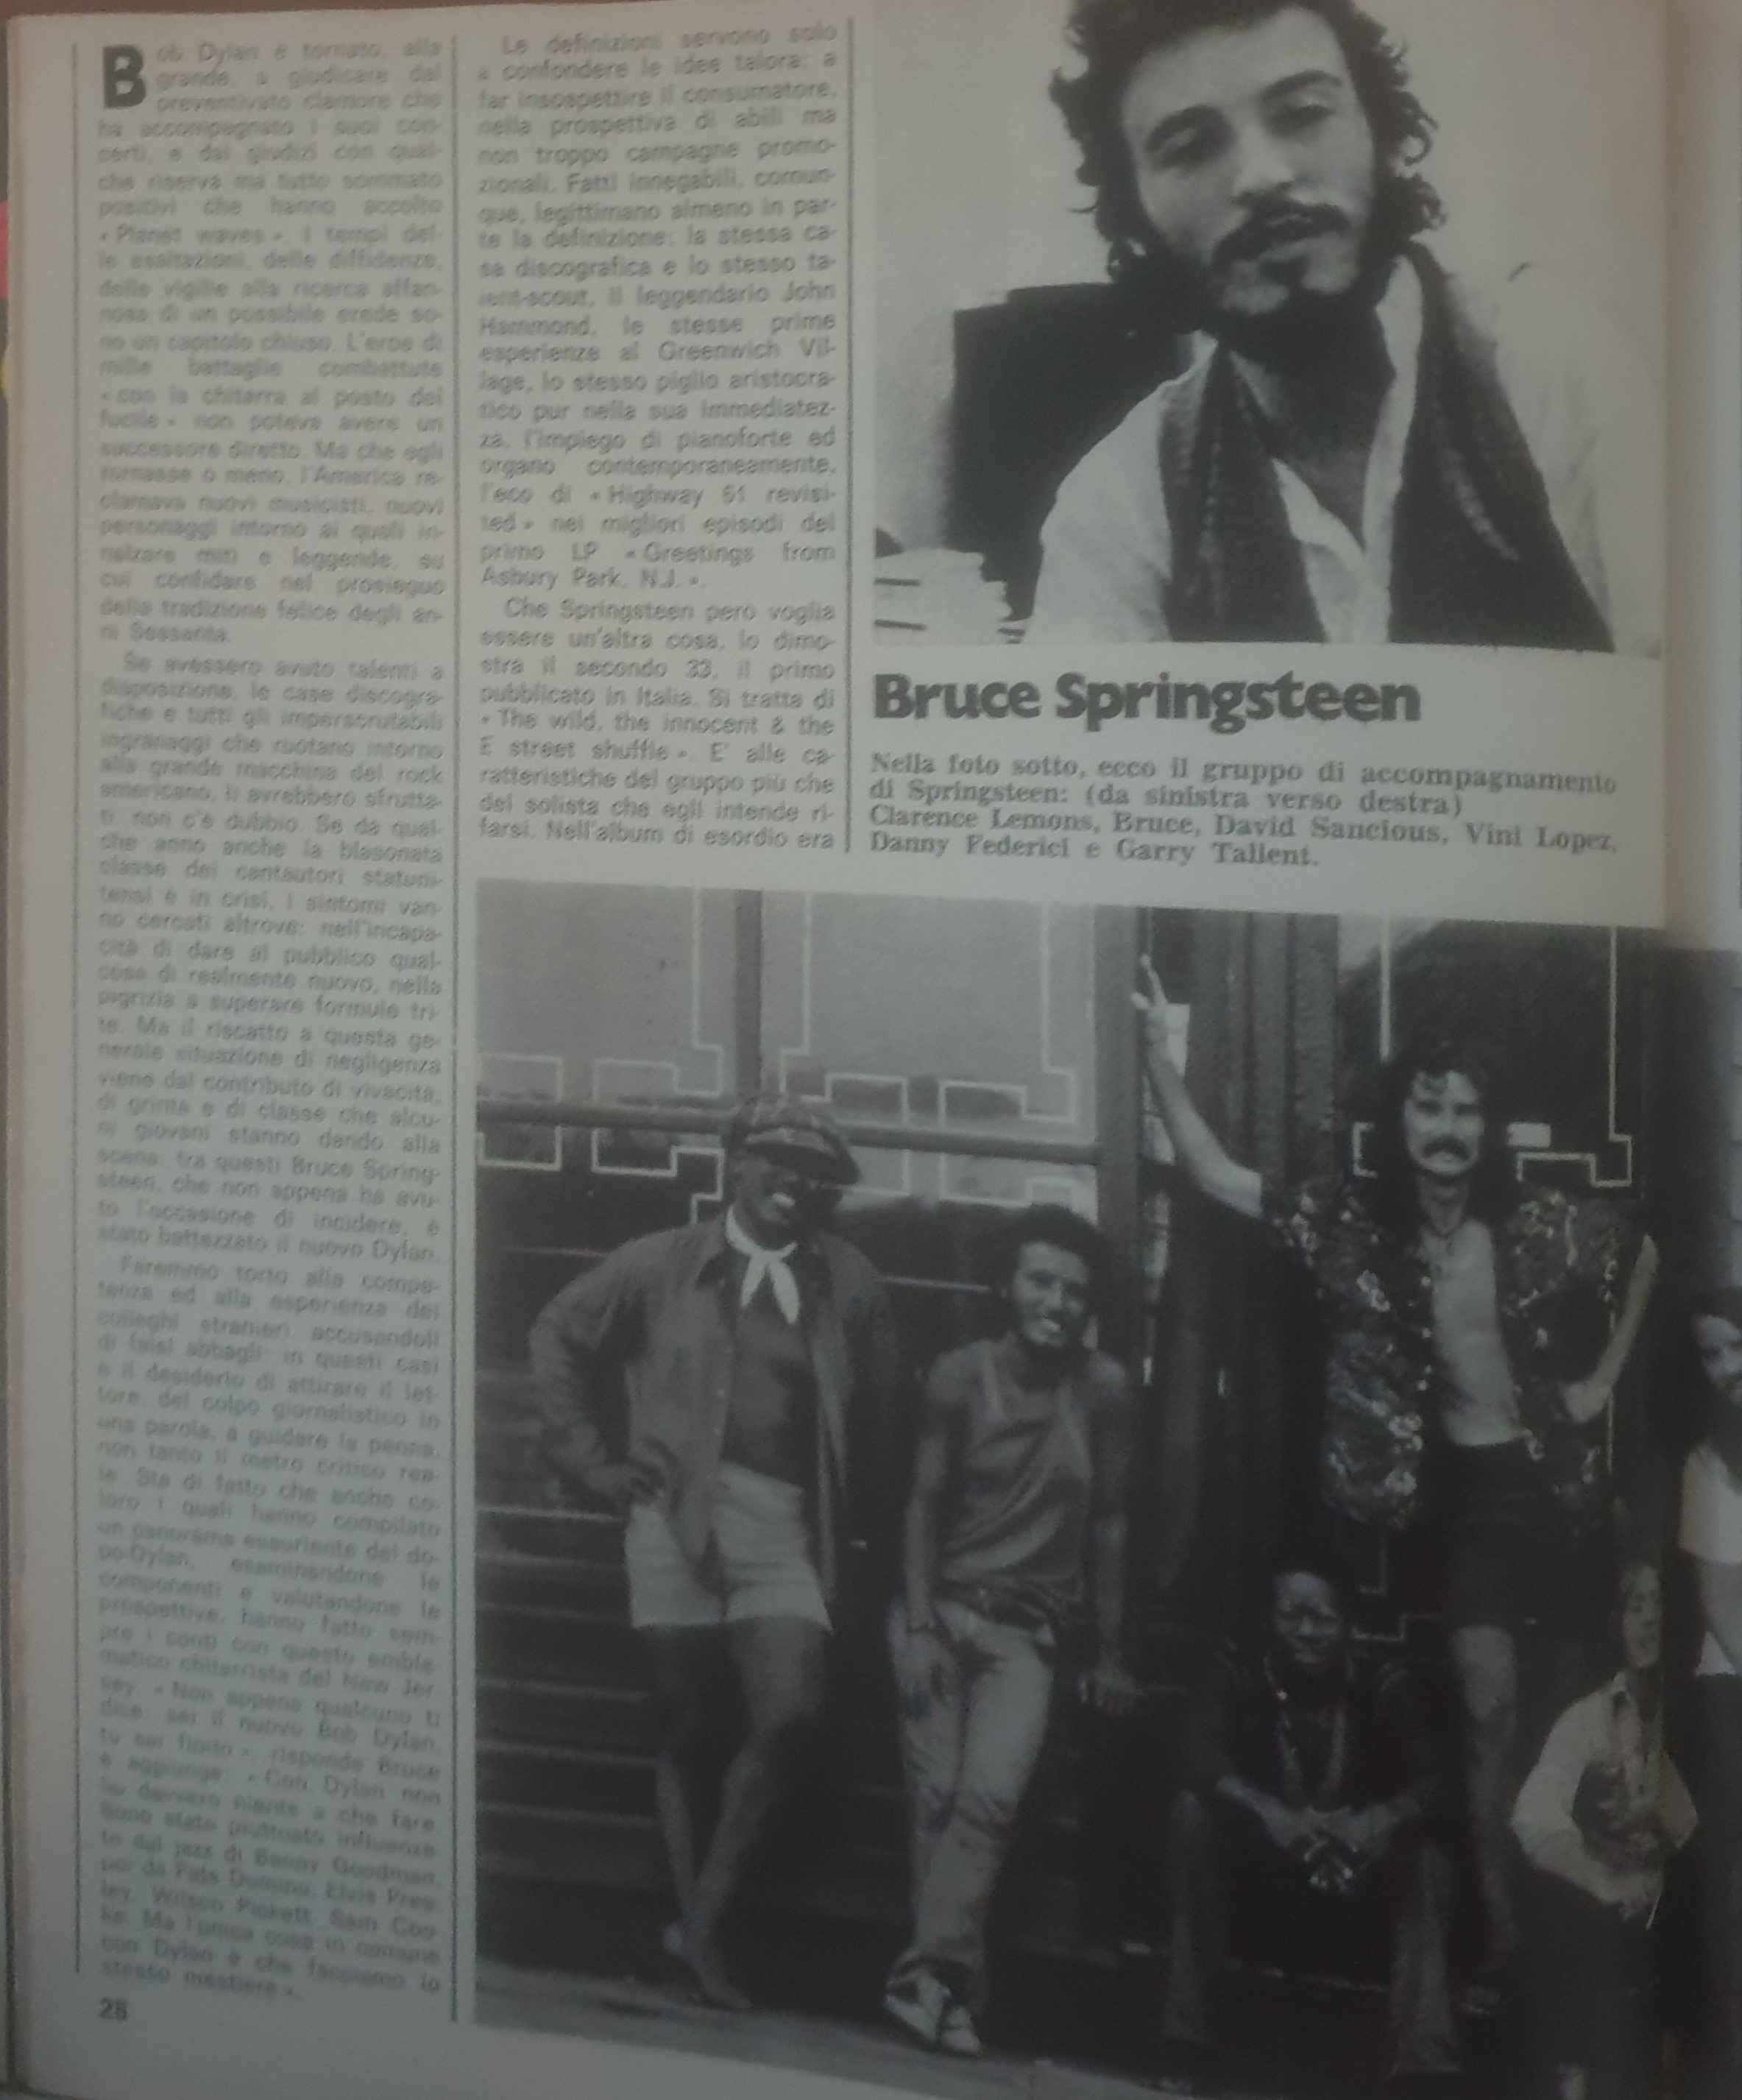 Bob Dylan è tornato, alla
grande, a giudicare dal
preventivato clamore che
ha accompagnato i suoi con-
certi, e dai giudizi con qual-
che riserva ma tutto sommato
positivi che hanno accolto
« Planet waves ». I tempi del-
le esaltazioni, delle diffidenze,
delle vigilie alla ricerca affan-
nosa di un possibile erede so-
no un capitolo chiuso. L'eroe di
mille battaglie combattute
« con la chitarra al posto del
fucile » non poteva avere un
successore diretto. Ma che egli
tornasse o meno, l'America re-
clamava nuovi musicisti, nuovi
personaggi intorno ai quali in-
nalzare miti e leggende, su
cui confidare nel prosieguo
della tradizione felice degli an-
ni Sessanta.
Se avessero avuto talenti a
disposizione, le case discogra-
fiche e tutti gli imperscrutabili
ingranaggi che ruotano intorno
alla grande macchina del rock
americano, li avrebbero sfrutta-
ti, non c'è dubbio. Se da qual-
che anno anche la blasonata
classe dei cantautori statuni-
tensi è in crisi, i sintomi van-
no cercati altrove: nell'incapa-
cità di dare al pubblico qual-
cosa di realmente nuovo, nella
pigrizia a superare formule tri-
te. Ma il riscatto a questa ge-
nerale situazione di negligenza
viene dal contributo di vivacità,
di grinta e di classe che alcu-
ni giovani stanno dando alla
scena: fra questi Bruce Spring-
steen, che non appena ha avu-
to l'occasione di incidere, è
stato battezzato il nuovo Dylan.
Faremmo torto alla compe-
tenza ed alla esperienza dei
colleghi stranieri accusandoli
di falsi abbagli: in questi casi
è il desiderio di attirare il let-
tore, del colpo giornalistico in
una parola, a guidare la penna,
non tanto il metro critico rea-
le. Sta di fatto che anche co-
loro i quali hanno compilato
un panorama esauriente del do-
po-Dylan, esaminandone le
componenti e valutandone le
prospettive, hanno fatto sem-
pre i conti con questo emble-
matico chitarrista del New Jer-
sey. « Non appena qualcuno ti
dice: sei il nuovo Bob Dylan,
tu sei finito », risponde Bruce
e aggiunge: « Con Dylan non
ho davvero niente a che fare.
Sono stato piuttosto influenza-
to dal jazz di Benny Goodman,
poi da Fats Domino, Elvis Pres-
ley, Wilson Pickett, Sam Coo-
ke. Ma l'unica cosa in comune
con Dylan è che facciamo lo
stesso mestiere ».
Le definizioni servono solo
a confondere le idee talora; a
far insospettire il consumatore,
nella prospettiva di abili ma
non troppo campagne promo-
zionali. Fatti innegabili, comun-
que, legittimano almeno in par-
te la definizione: la stessa ca-
sa discografica e lo stesso ta-
lent-scout, il leggendario John
Hammond, le stesse prime
esperienze al Greenwich Vil-
lage, lo stesso piglio aristocra-
tico pur nella sua immediatez-
za, l'impiego di pianoforte ed
organo contemporaneamente,
l'eco di « Highway 61 revisi-
ted » nei migliori episodi del
primo LP « Greetings from
Asbury Park, N.J. ».
Che Springsteen però voglia
essere un'altra cosa, lo dimo-
stra il secondo 33, il primo
pubblicato in Italia. Si tratta di
« The wild, the innocent & the
E street shuffle ». E' alle ca-
ratteristiche del gruppo più che
del solista che egli intende ri-
farsi. Nell'album di esordio era
Bruce Springsteen
Nella foto sotto, ecco il gruppo di accompagnamento
di Springsteen: (da sinistra verso destra)
Clarence Lemons, Bruce, David Sancious, Vini Lopez,
Danny Federici e Garry Tallent.
28